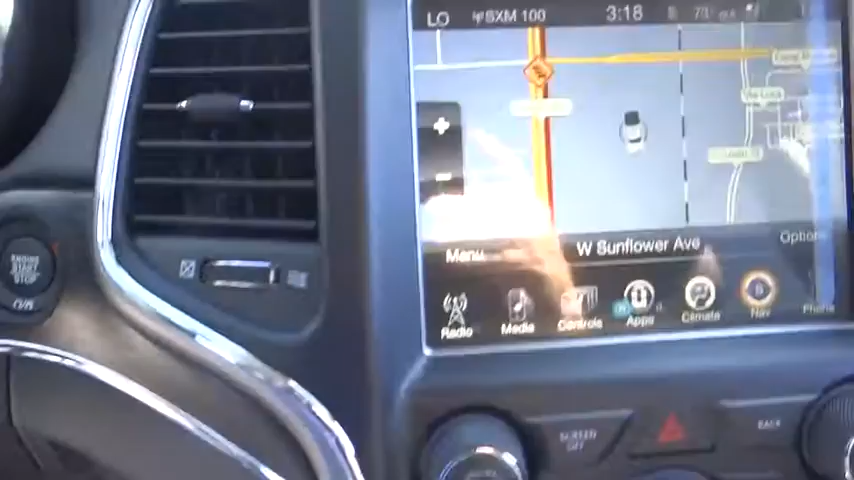 LO SXM 100 3:18
+
-
W Sunflower Ave
Menu
Options
Radio Media Controls Apps Climate Nav Phone
ENGINE
START
STOP
SCREEN
OFF
BACK